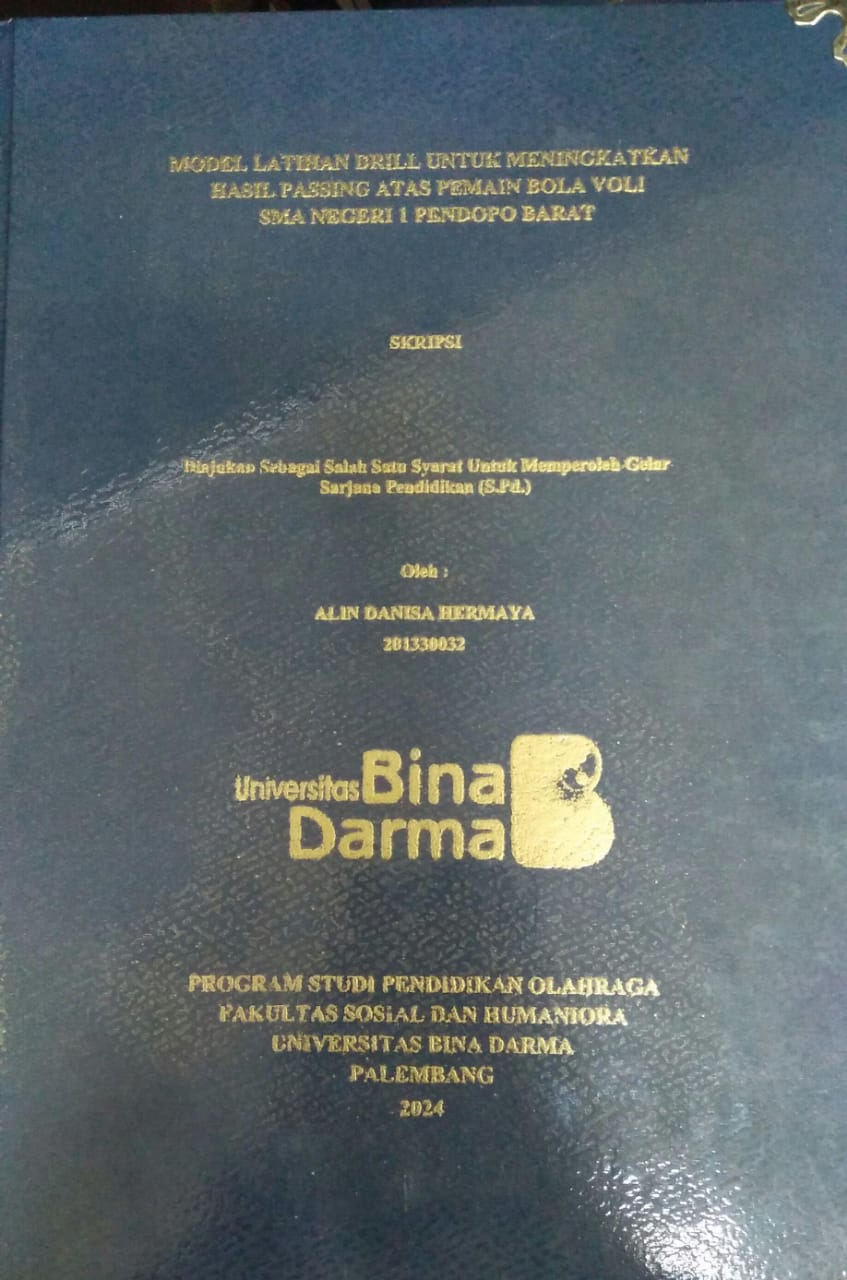 MODEL LATIHAN DRILL UNTUK MENINGKATKAN
HASIL PASSING ATAS PEMAIN BOLA VOLI
SMA NEGERI 1 PENDOPO BARAT
SKRIPSI
Diajukan Sebagai Salah Satu Syarat Untuk Memperoleh Gelar
Sarjana Pendidikan (S.Pd.)
Oleh :
ALIN DANISA HERMAYA
201330032
Universitas Bina
Darma
PROGRAM STUDI PENDIDIKAN OLAHRAGA
FAKULTAS SOSIAL DAN HUMANIORA
UNIVERSITAS BINA DARMA
PALEMBANG
2024